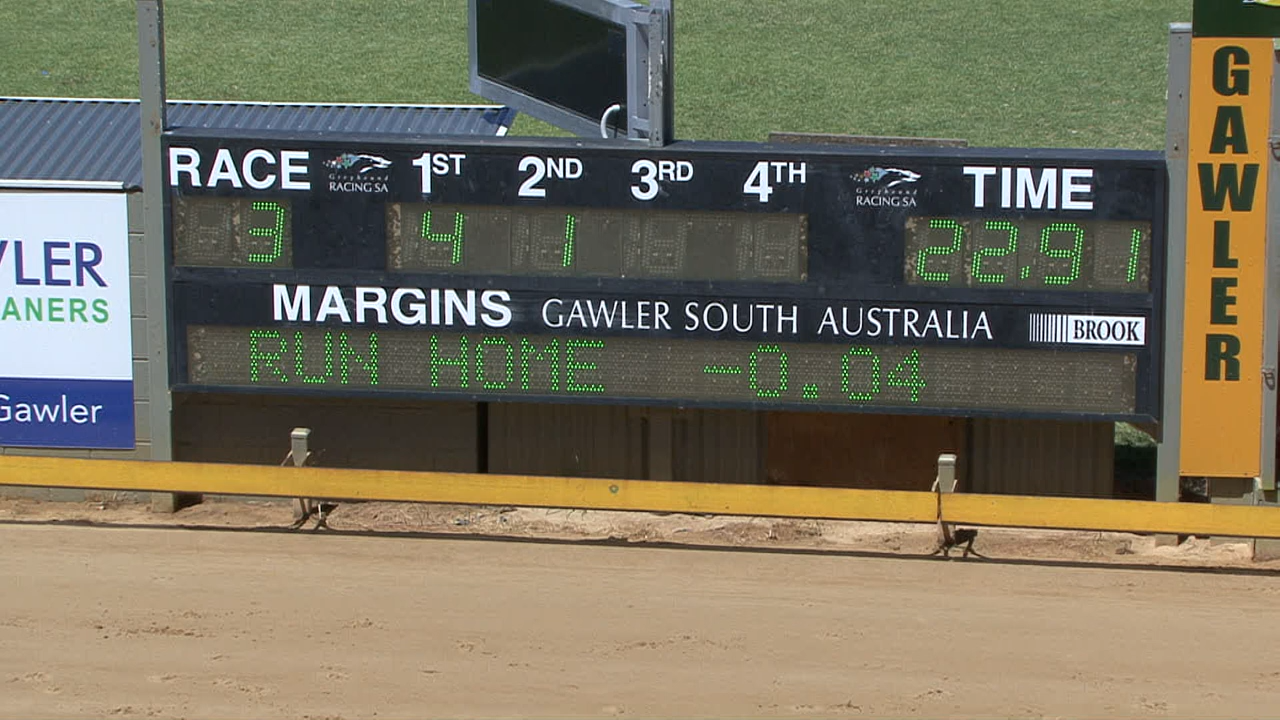 RACE 1ST 2ND 3RD 4TH TIME
Greyhound RACING SA
Greyhound RACING SA
3 4 1 22.91
MARGINS GAWLER SOUTH AUSTRALIA BROOK
RUN HOME -0.04
GAWLER
WLER
ANERS
Gawler